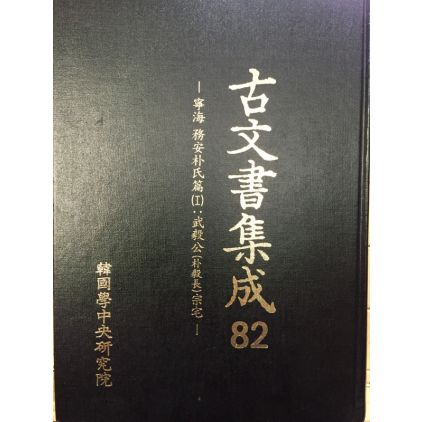 古文書集成 82
— 寧海 務安朴氏篇(I) : 武毅公(朴毅長)宗宅 —
韓國學中央硏究院